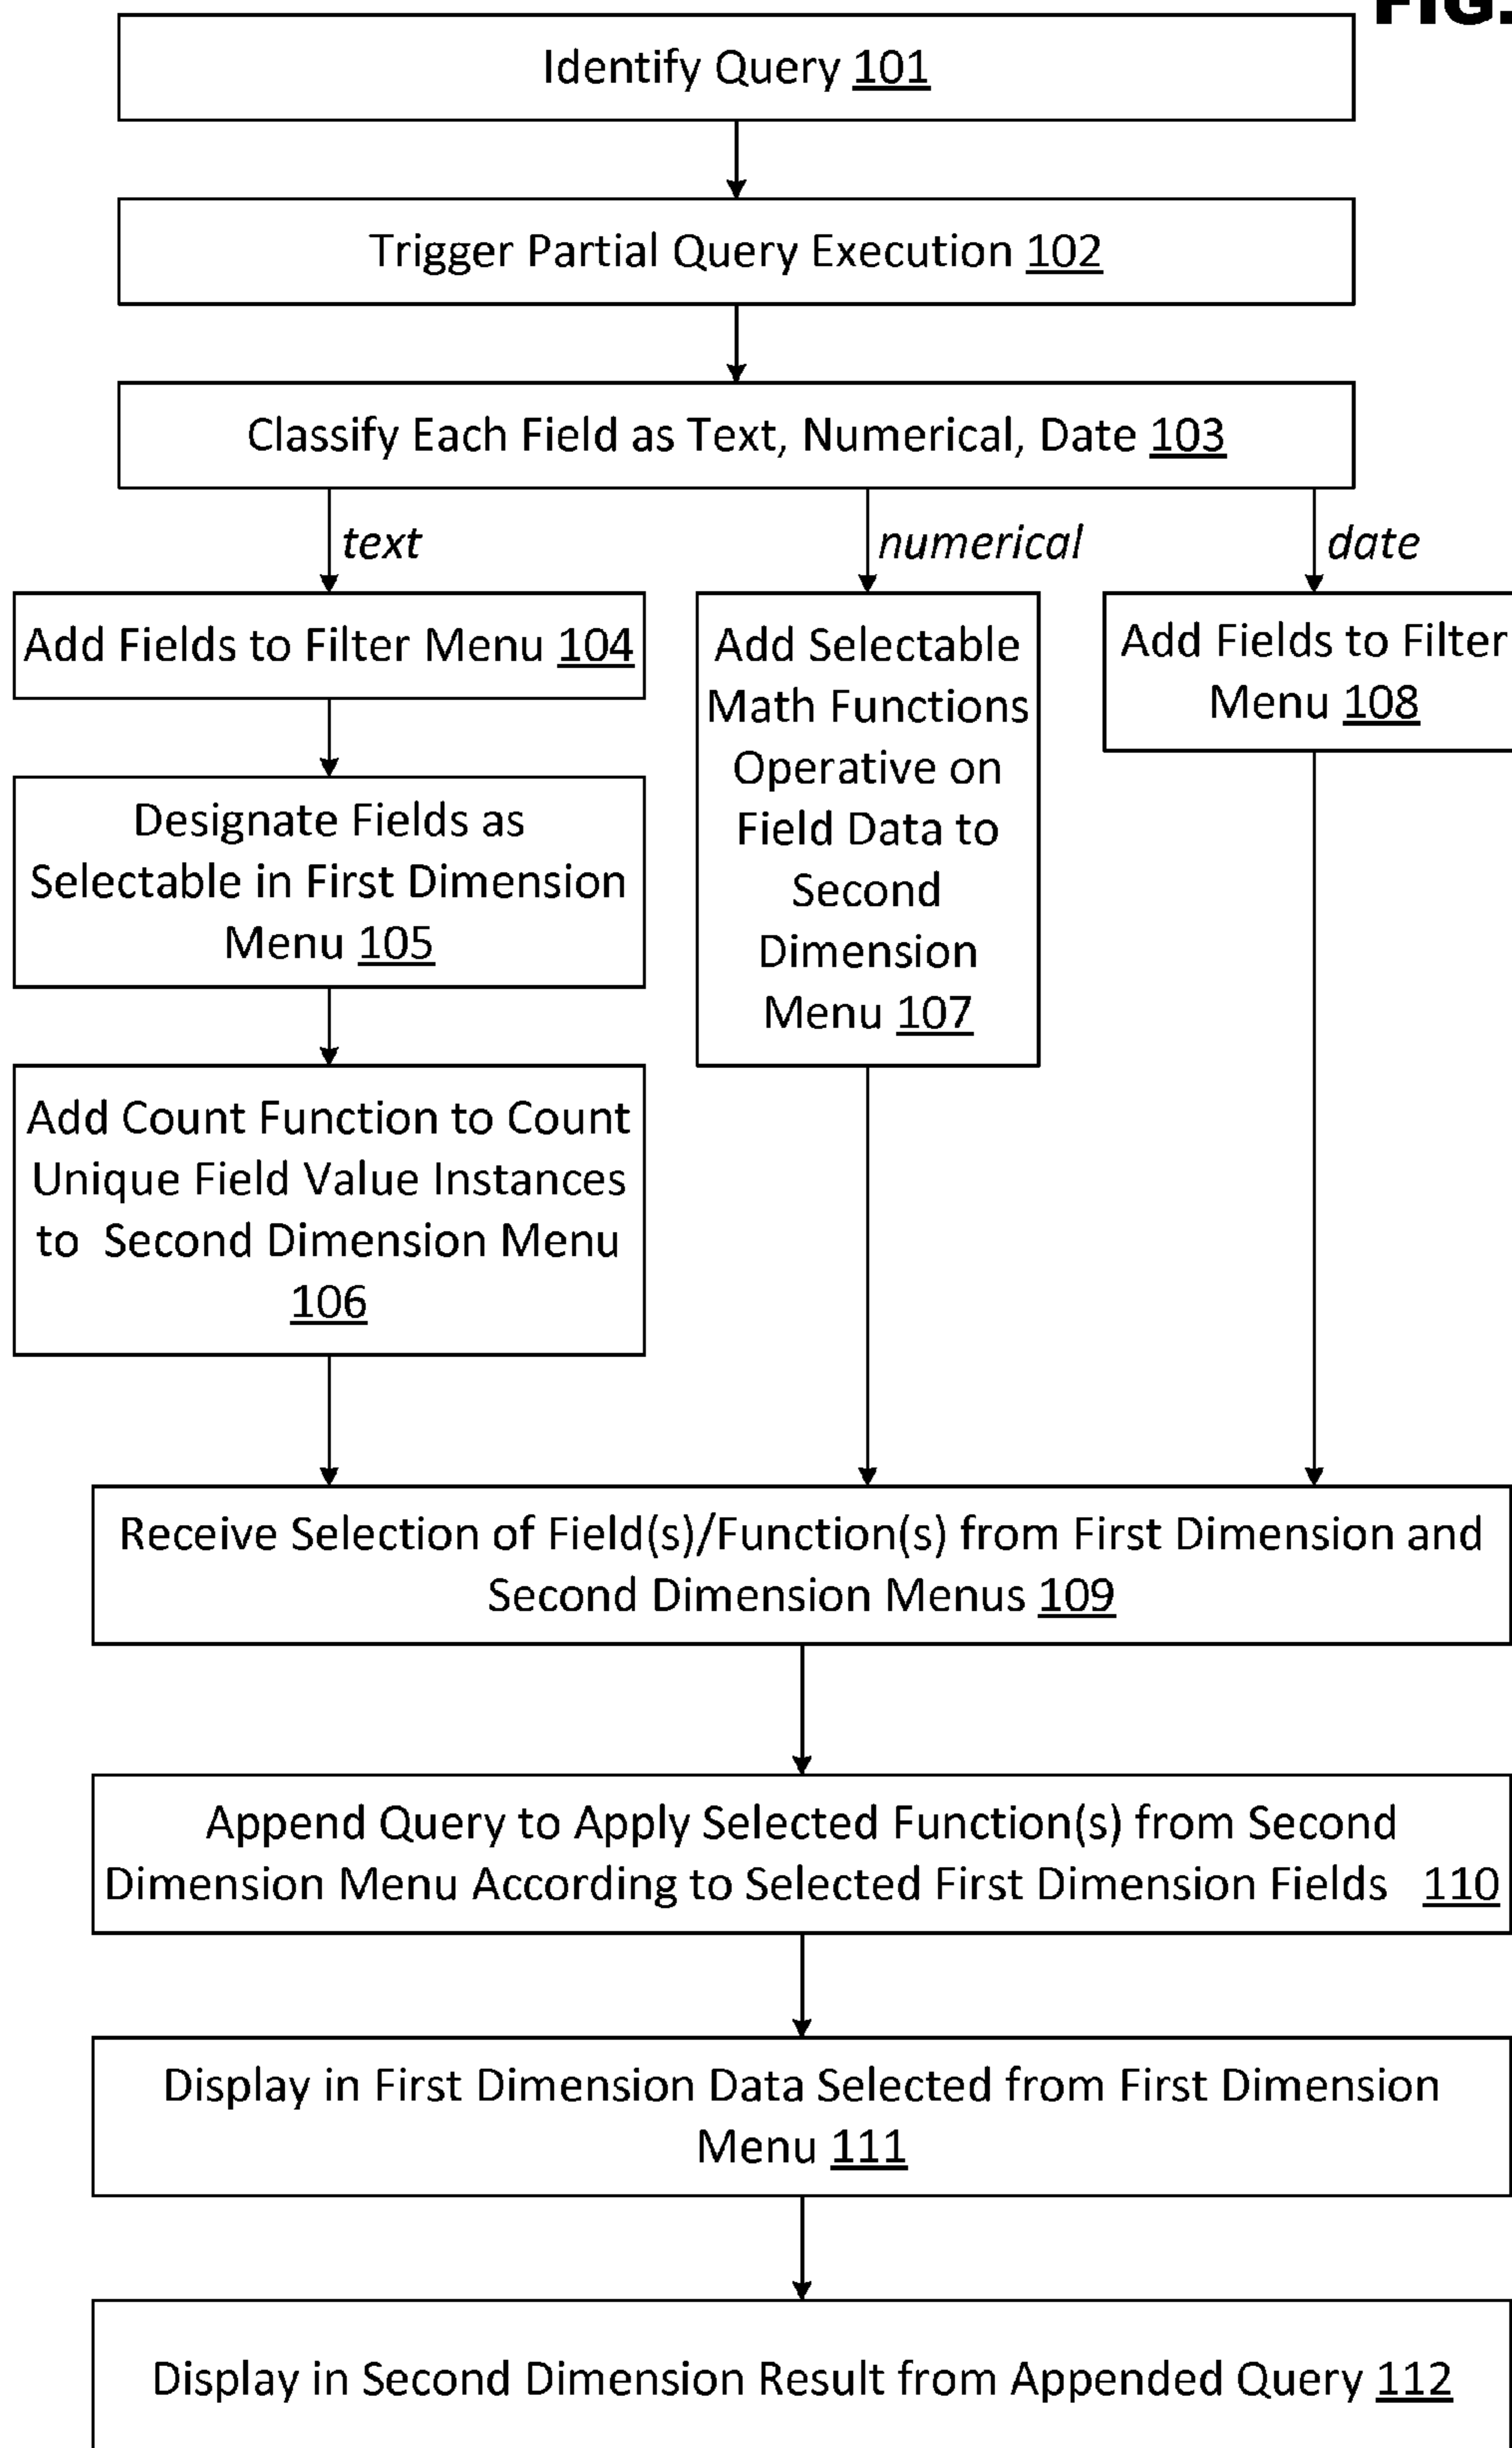 FIG.
Identify Query 101
Trigger Partial Query Execution 102
Classify Each Field as Text, Numerical, Date 103
text
numerical
date
Add Fields to Filter Menu 104
Designate Fields as
Selectable in First Dimension
Menu 105
Add Count Function to Count
Unique Field Value Instances
to Second Dimension Menu
106
Add Selectable
Math Functions
Operative on
Field Data to
Second
Dimension
Menu 107
Add Fields to Filter
Menu 108
Receive Selection of Field(s)/Function(s) from First Dimension and
Second Dimension Menus 109
Append Query to Apply Selected Function(s) from Second
Dimension Menu According to Selected First Dimension Fields 110
Display in First Dimension Data Selected from First Dimension
Menu 111
Display in Second Dimension Result from Appended Query 112